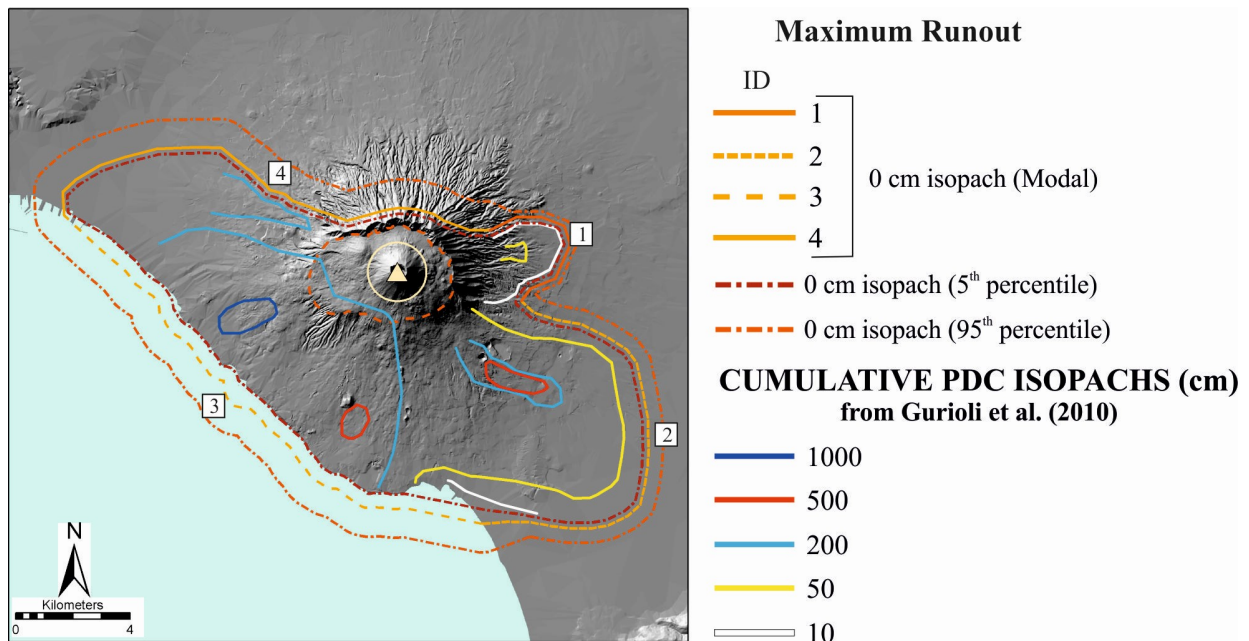 4
1
3
2
N
Kilometers
0 4
Maximum Runout
ID
1
2
3
4
0 cm isopach (Modal)
0 cm isopach (5th percentile)
0 cm isopach (95th percentile)
CUMULATIVE PDC ISOPACHS (cm)
from Gurioli et al. (2010)
1000
500
200
50
10